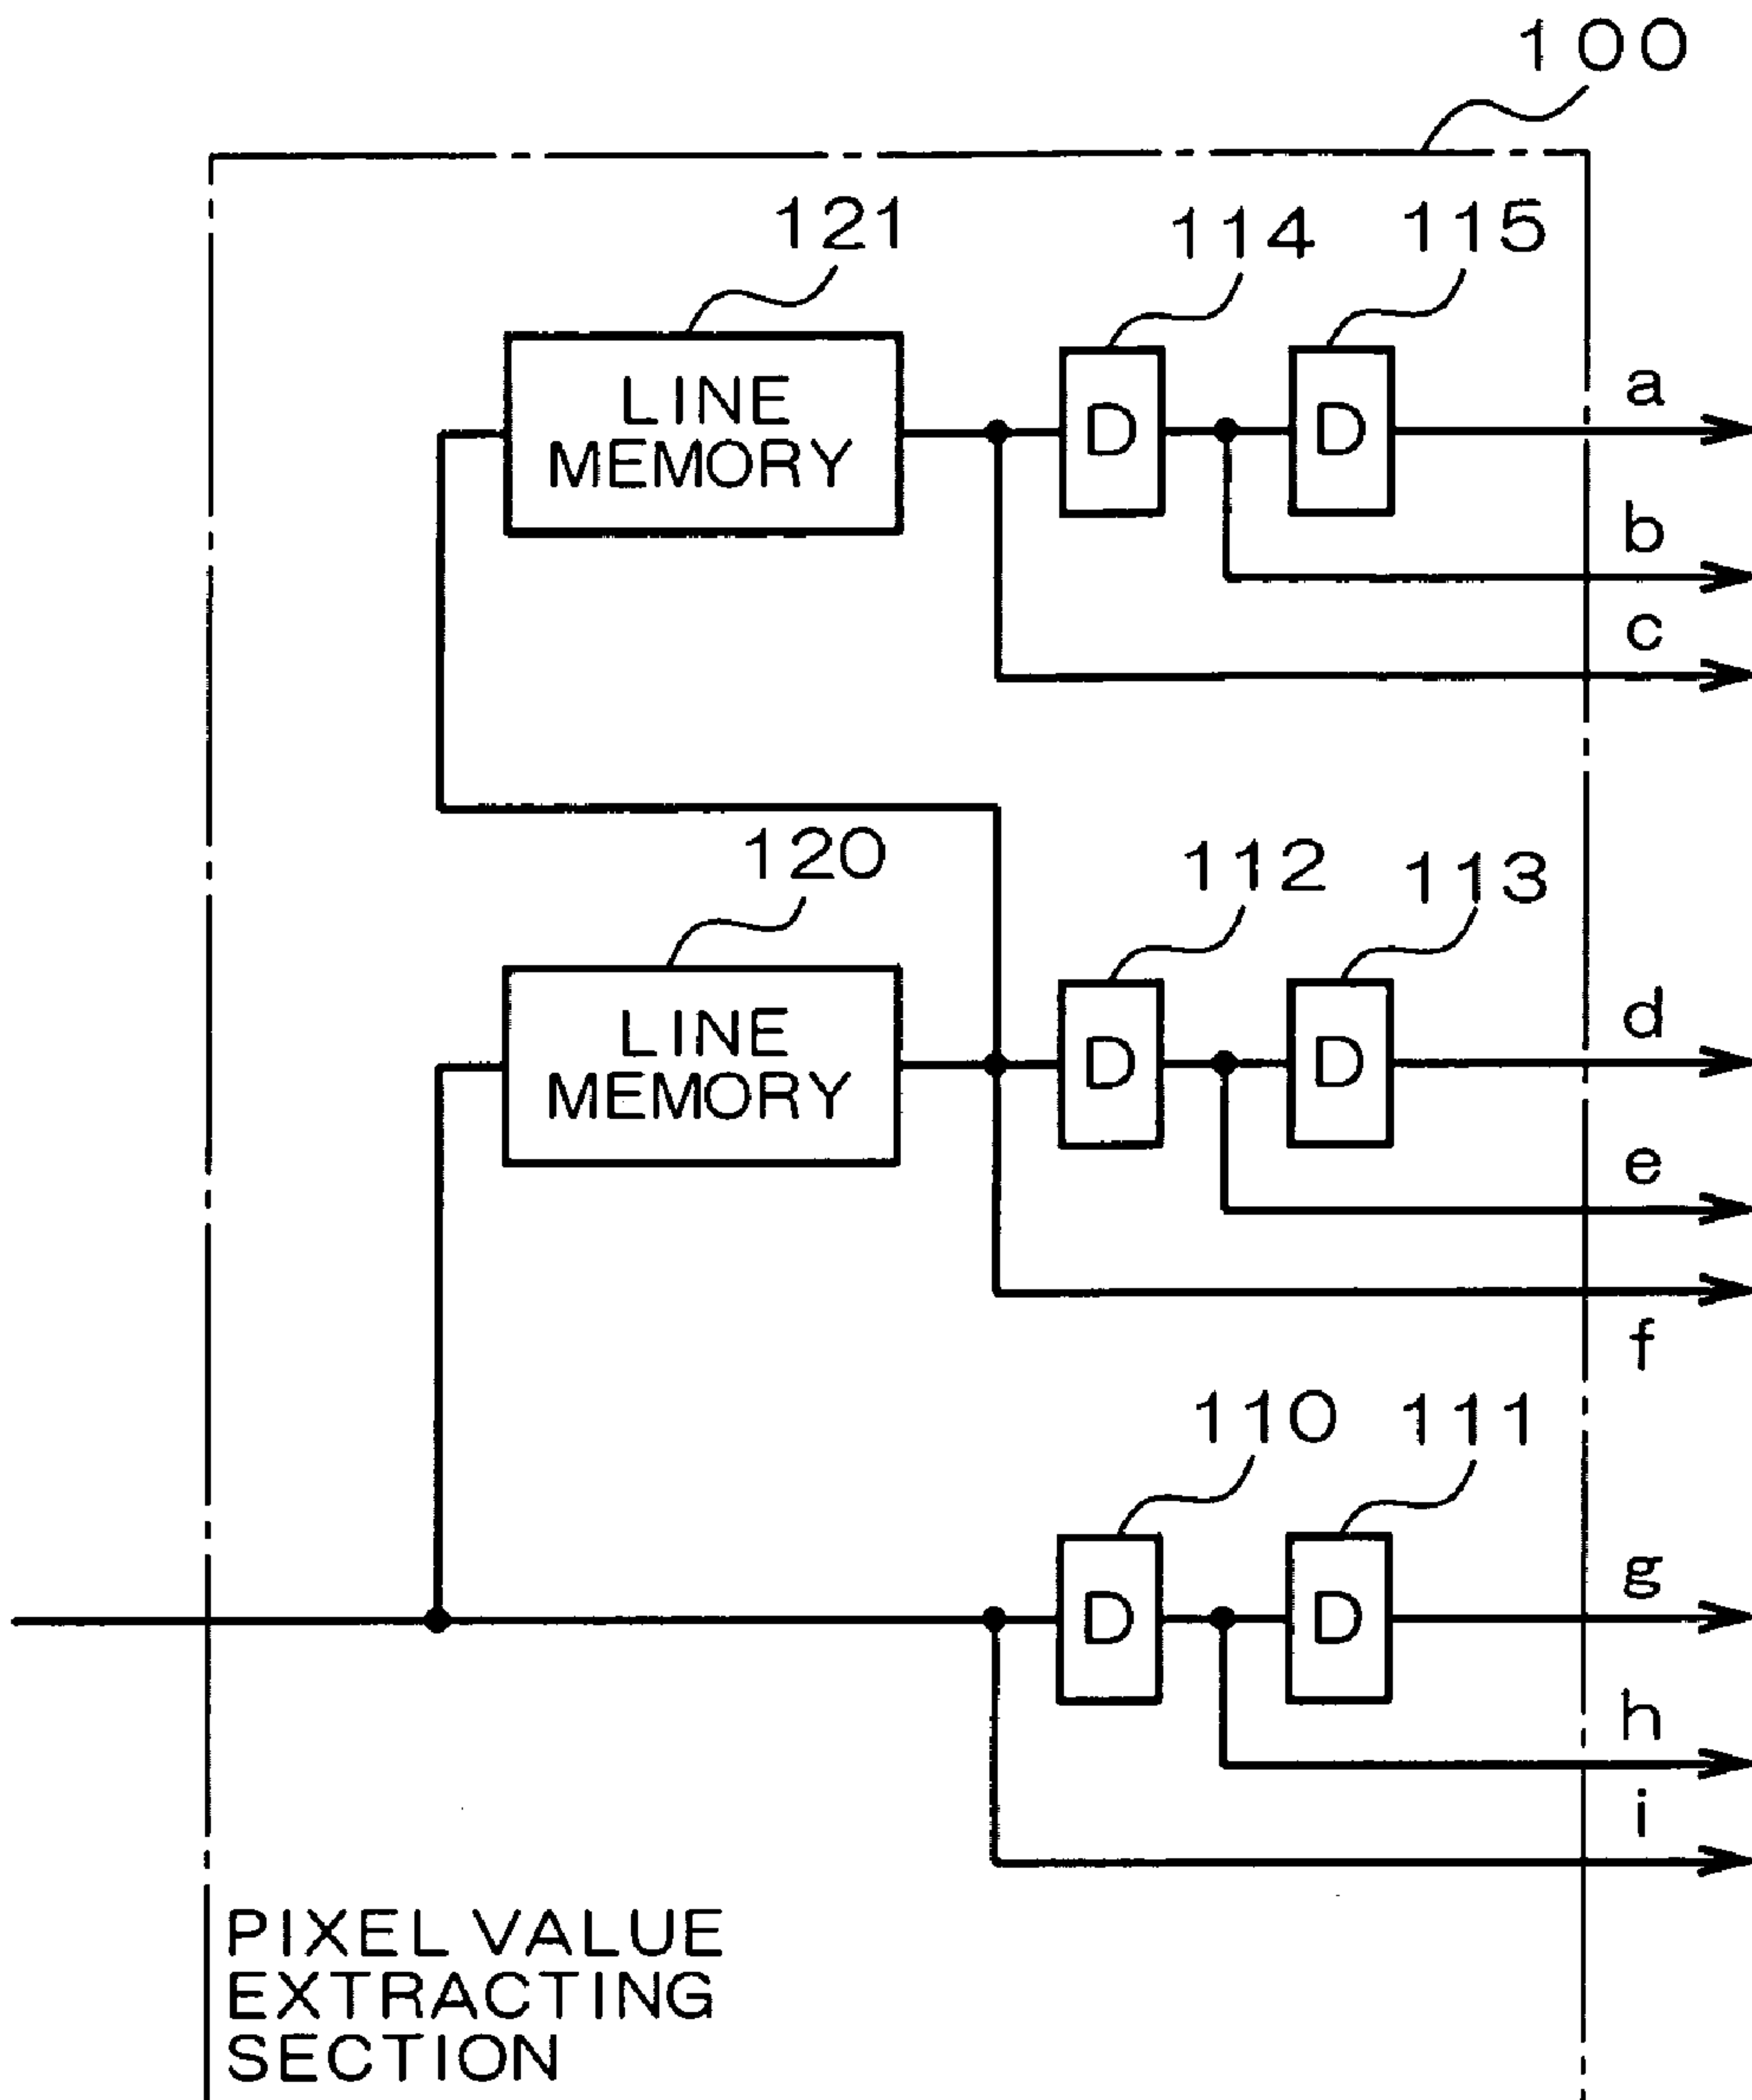 100
121
114
115
LINE
MEMORY
D
D
a
b
c
120
112
113
LINE
MEMORY
D
D
d
e
f
110
111
D
D
g
h
i
PIXEL VALUE
EXTRACTING
SECTION